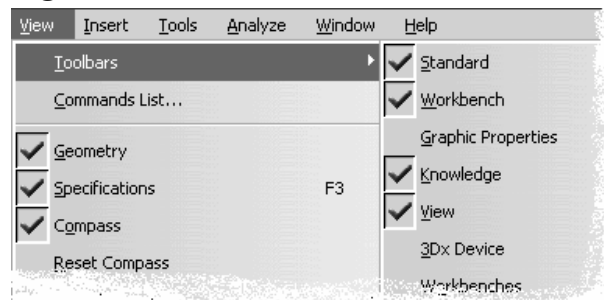 View Insert Tools Analyze Window Help
Toolbars
Commands List...
Geometry
Specifications F3
Compass
Reset Compass
Standard
Workbench
Graphic Properties
Knowledge
View
3Dx Device
Workbenches